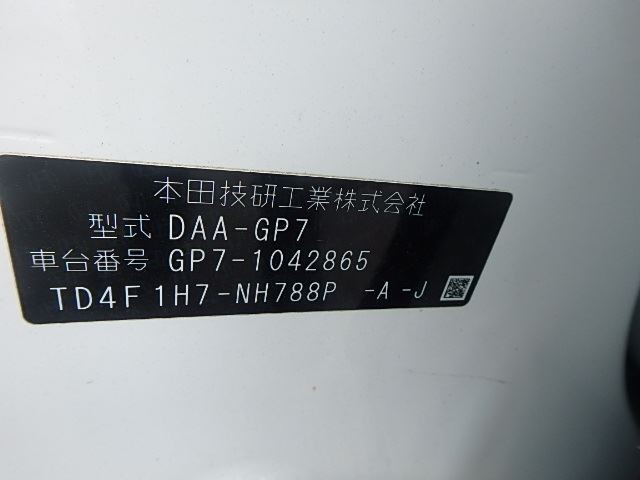 本田技研工業株式会社
型式 DAA-GP7
車台番号 GP7-1042865
TD4F 1H7-NH788P -A -J